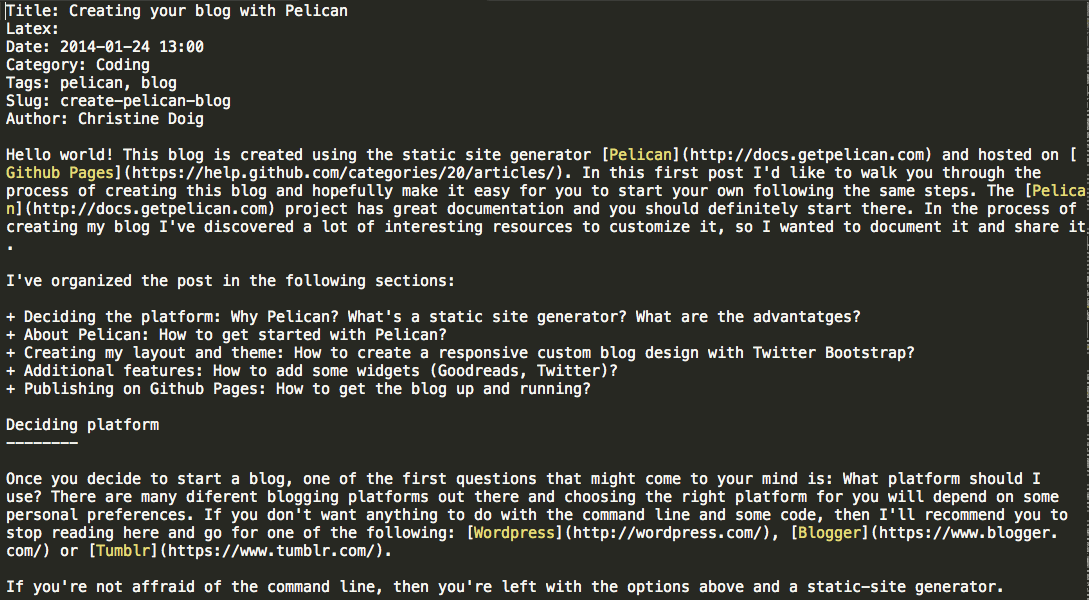 Title: Creating your blog with Pelican
Latex:
Date: 2014-01-24 13:00
Category: Coding
Tags: pelican, blog
Slug: create-pelican-blog
Author: Christine Doig
Hello world! This blog is created using the static site generator [Pelican](http://docs.getpelican.com) and hosted on [
Github Pages](https://help.github.com/categories/20/articles/). In this first post I'd like to walk you through the
process of creating this blog and hopefully make it easy for you to start your own following the same steps. The [Pelica
n](http://docs.getpelican.com) project has great documentation and you should definitely start there. In the process of
creating my blog I've discovered a lot of interesting resources to customize it, so I wanted to document it and share it
.
I've organized the post in the following sections:
+ Deciding the platform: Why Pelican? What's a static site generator? What are the advantatges?
+ About Pelican: How to get started with Pelican?
+ Creating my layout and theme: How to create a responsive custom blog design with Twitter Bootstrap?
+ Additional features: How to add some widgets (Goodreads, Twitter)?
+ Publishing on Github Pages: How to get the blog up and running?
Deciding platform
--------
Once you decide to start a blog, one of the first questions that might come to your mind is: What platform should I
use? There are many diferent blogging platforms out there and choosing the right platform for you will depend on some
personal preferences. If you don't want anything to do with the command line and some code, then I'll recommend you to
stop reading here and go for one of the following: [Wordpress](http://wordpress.com/), [Blogger](https://www.blogger.
com/) or [Tumblr](https://www.tumblr.com/).
If you're not affraid of the command line, then you're left with the options above and a static-site generator.